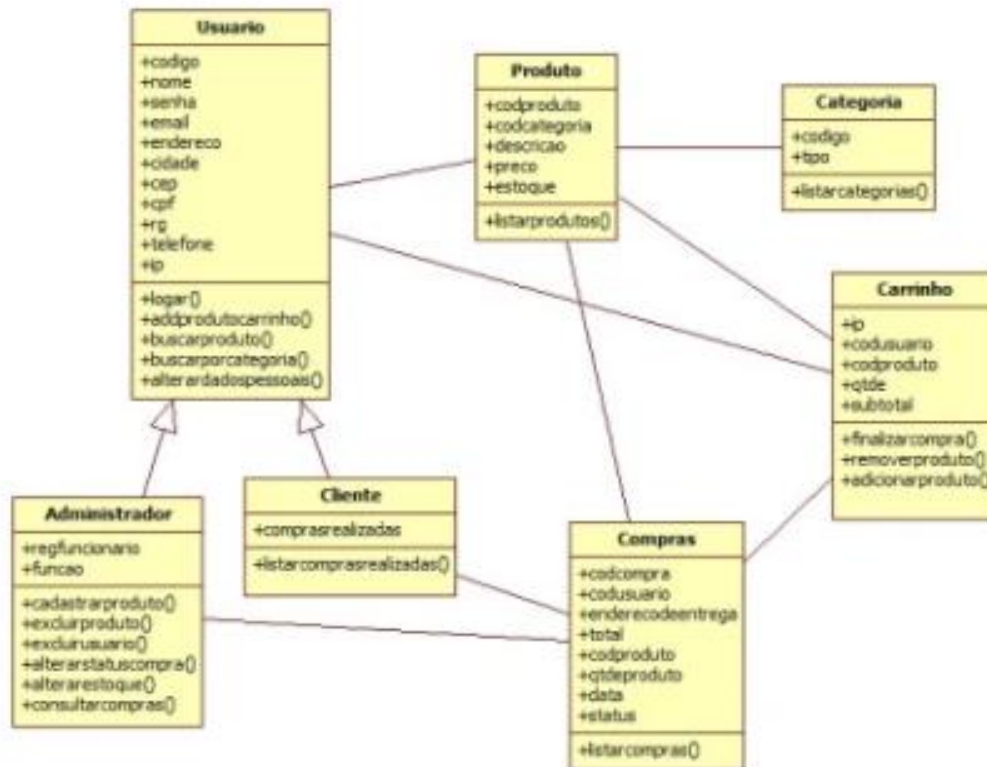 Usuario
+codigo
+nome
+senha
+email
+endereco
+cidade
+cep
+cpf
+rg
+telefone
+ip
+logar()
+addprodutocarrinho()
+buscarproduto()
+buscarporcategoria()
+alterardadospessoais()
Produto
+codproduto
+codcategoria
+descricao
+preco
+estoque
+listarprodutos()
Categoria
+codigo
+tipo
+listarcategorias()
Carrinho
+ip
+codusuario
+codproduto
+qtde
+subtotal
+finalizarcompra()
+removerproduto()
+adicionarproduto()
Administrador
+regfuncionario
+funcao
+cadastrarproduto()
+excluirproduto()
+excluirusuario()
+alterarstatuscompra()
+alterarestoque()
+consultarcompras()
Cliente
+comprasrealizadas
+listarcomprasrealizadas()
Compras
+codcompra
+codusuario
+enderecodeentrega
+total
+codproduto
+qtdeproduto
+data
+status
+listarcompras()